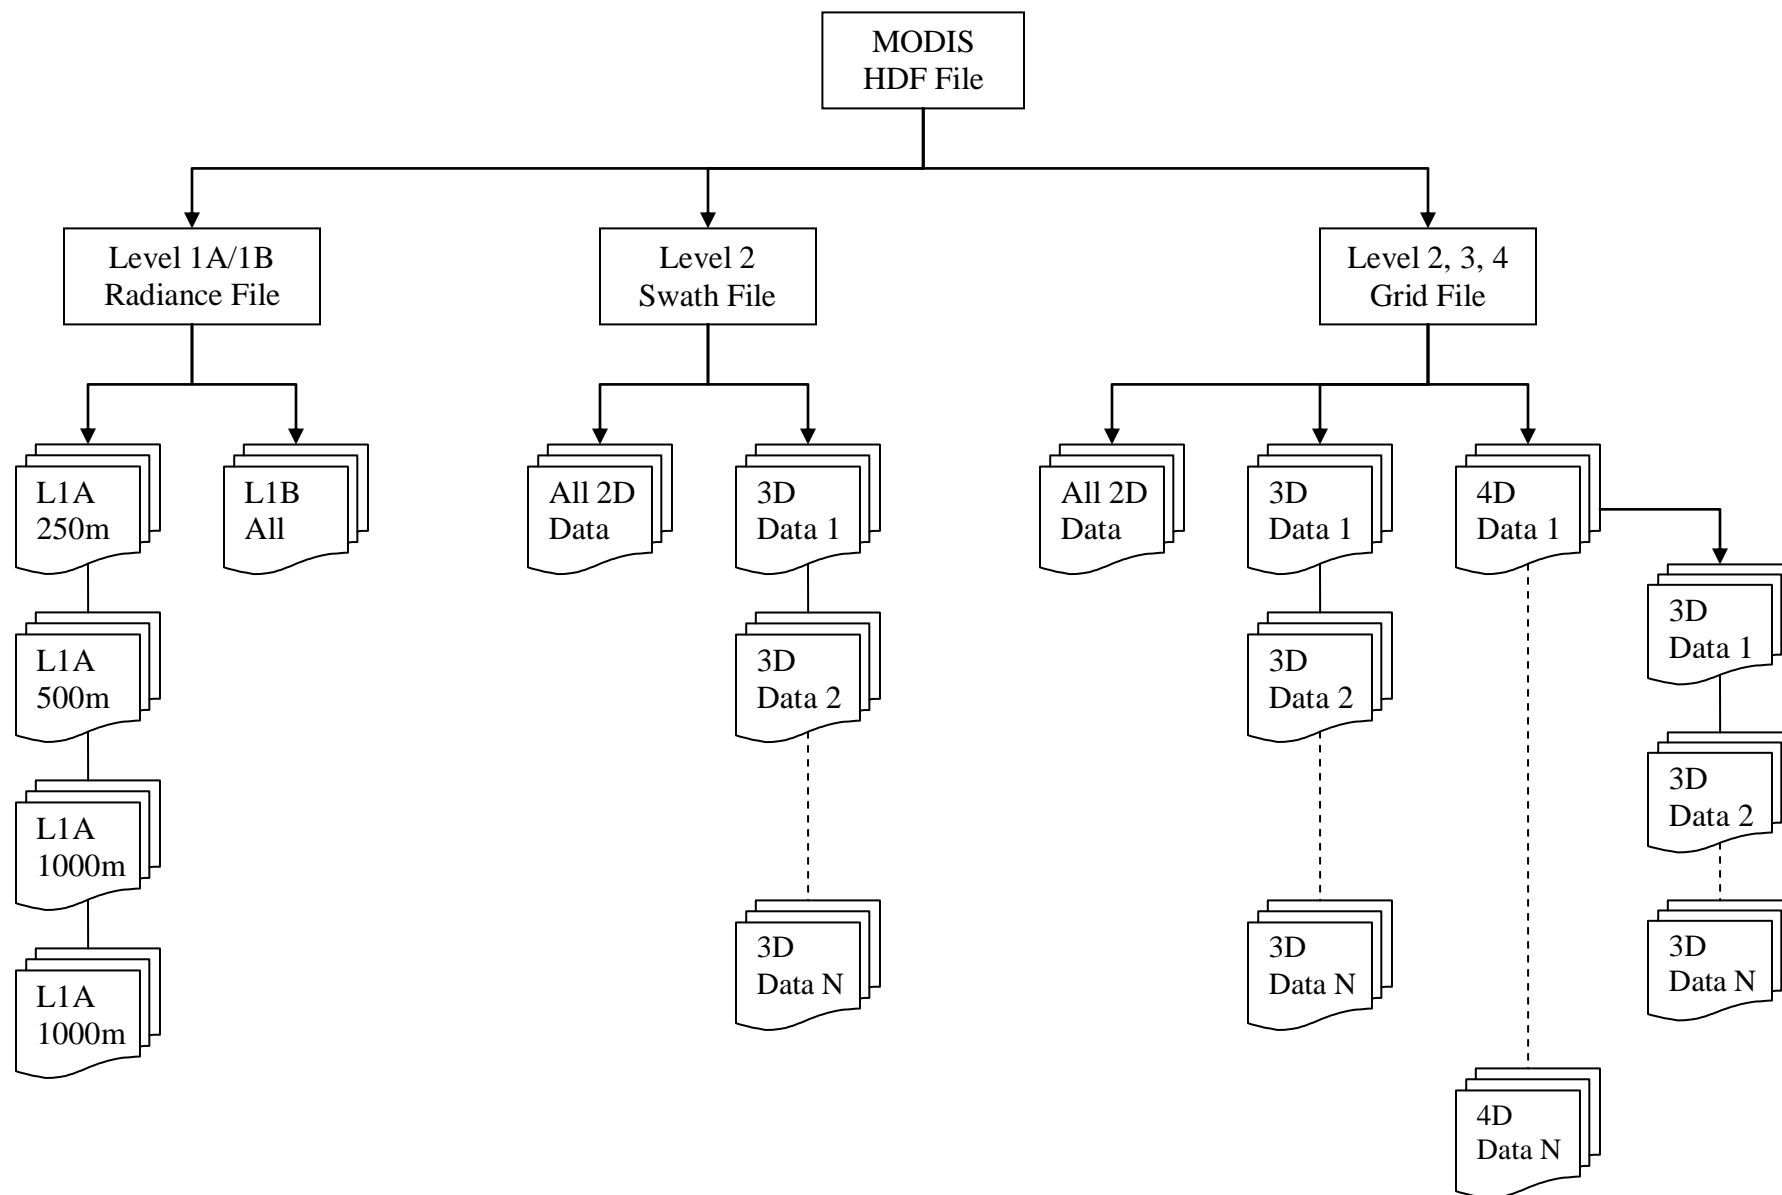 MODIS
HDF File
Level 1A/1B
Radiance File
Level 2
Swath File
Level 2, 3, 4
Grid File
L1A
250m
L1B
All
All 2D
Data
3D
Data 1
All 2D
Data
3D
Data 1
4D
Data 1
3D
Data 1
L1A
500m
3D
Data 2
3D
Data 2
3D
Data 2
L1A
1000m
3D
Data N
3D
Data N
3D
Data N
L1A
1000m
4D
Data N